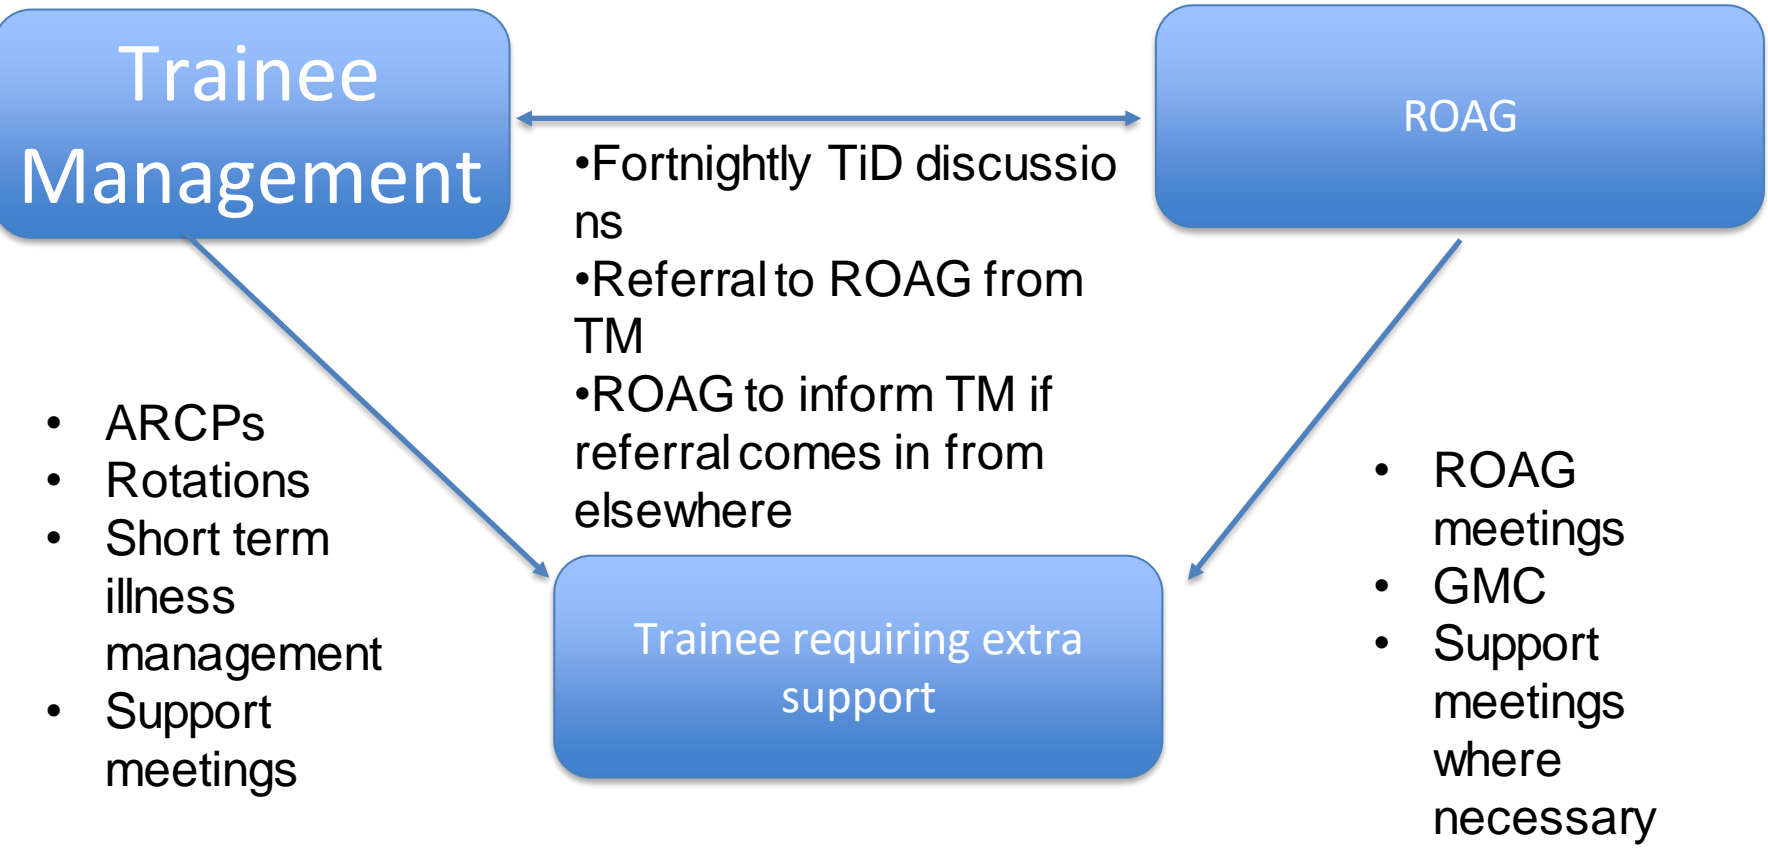 Trainee
Management
ROAG
•Fortnightly TiD discussio
ns
•Referral to ROAG from
TM
•ROAG to inform TM if
referral comes in from
elsewhere
• ARCPs
• Rotations
• Short term
illness
management
• Support
meetings
Trainee requiring extra
support
• ROAG
meetings
• GMC
• Support
meetings
where
necessary